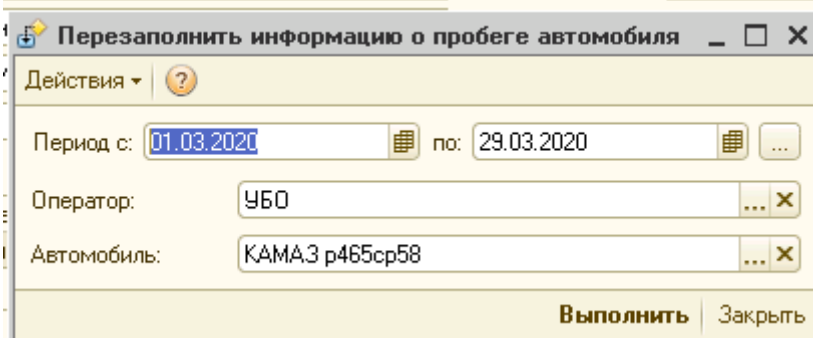 Перезаполнить информацию о пробеге автомобиля
Действия
Период с: 01.03.2020 по: 29.03.2020 ...
Оператор: УБО ...
Автомобиль: КАМАЗ р465ср58 ...
Выполнить Закрыть